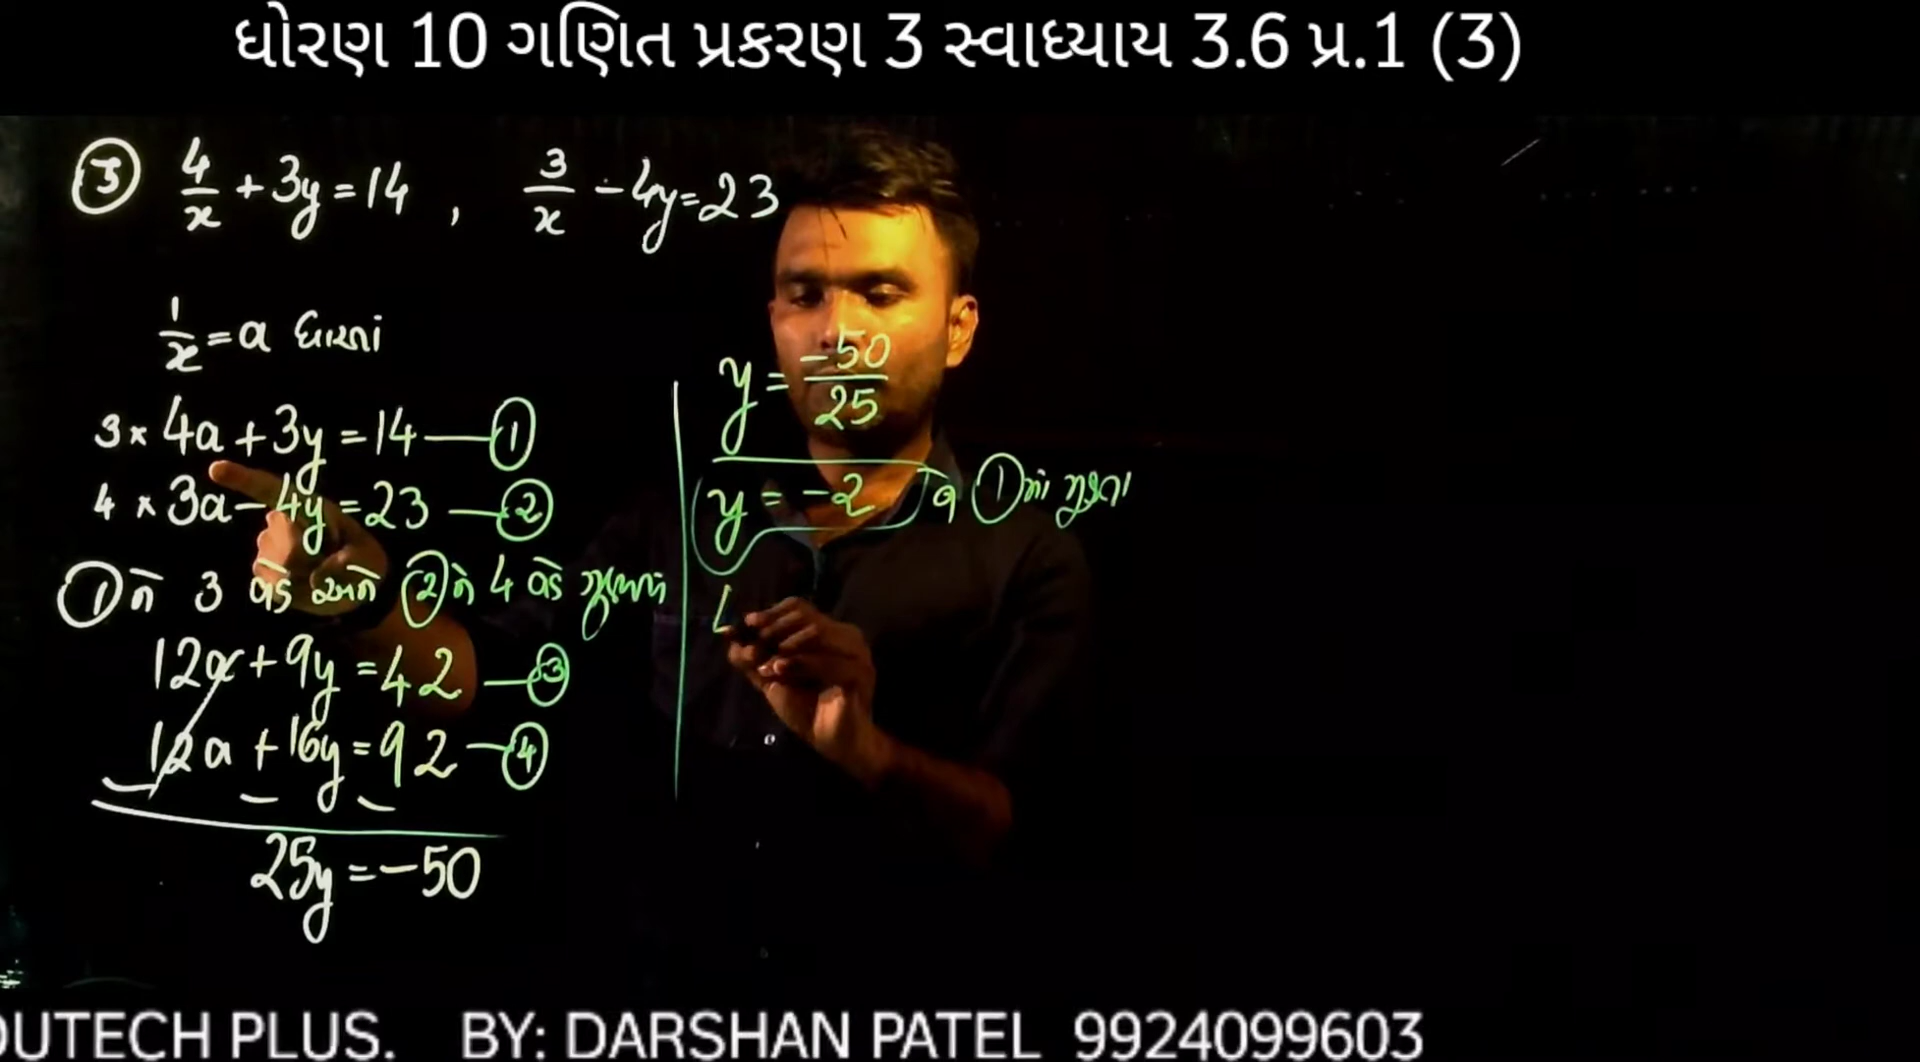 ધોરણ 10 ગણિત પ્રકરણ 3 સ્વાધ્યાય 3.6 પ્ર.1 (3)
③ 4/x + 3y = 14 , 3/x - 4y = 23
1/x = a ધારતાં
3 × 4a + 3y = 14 — ①
4 × 3a - 4y = 23 — ②
① ને 3 વડે અને ② ને 4 વડે ગુણતાં
12a + 9y = 42 — ③
12a + 16y = 92 — ④
− − −
25y = -50
y = -50/25
y = -2 ને ① માં મુકતા
4
OUTECH PLUS. BY: DARSHAN PATEL 9924099603